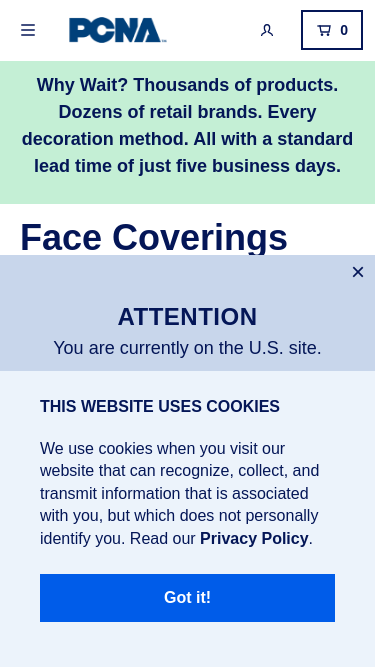 PCNA
0
Why Wait? Thousands of products.
Dozens of retail brands. Every
decoration method. All with a standard
lead time of just five business days.
Face Coverings
ATTENTION
You are currently on the U.S. site.
THIS WEBSITE USES COOKIES
We use cookies when you visit our
website that can recognize, collect, and
transmit information that is associated
with you, but which does not personally
identify you. Read our Privacy Policy.
Got it!